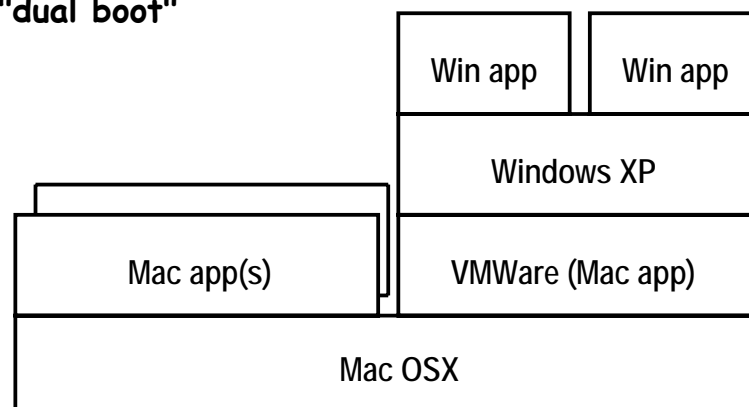 "dual boot"
Win app
Win app
Windows XP
Mac app(s)
VMWare (Mac app)
Mac OSX